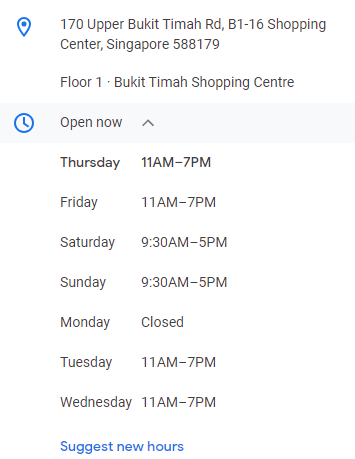 170 Upper Bukit Timah Rd, B1-16 Shopping
Center, Singapore 588179
Floor 1 · Bukit Timah Shopping Centre
Open now
Thursday 11AM–7PM
Friday 11AM–7PM
Saturday 9:30AM–5PM
Sunday 9:30AM–5PM
Monday Closed
Tuesday 11AM–7PM
Wednesday 11AM–7PM
Suggest new hours